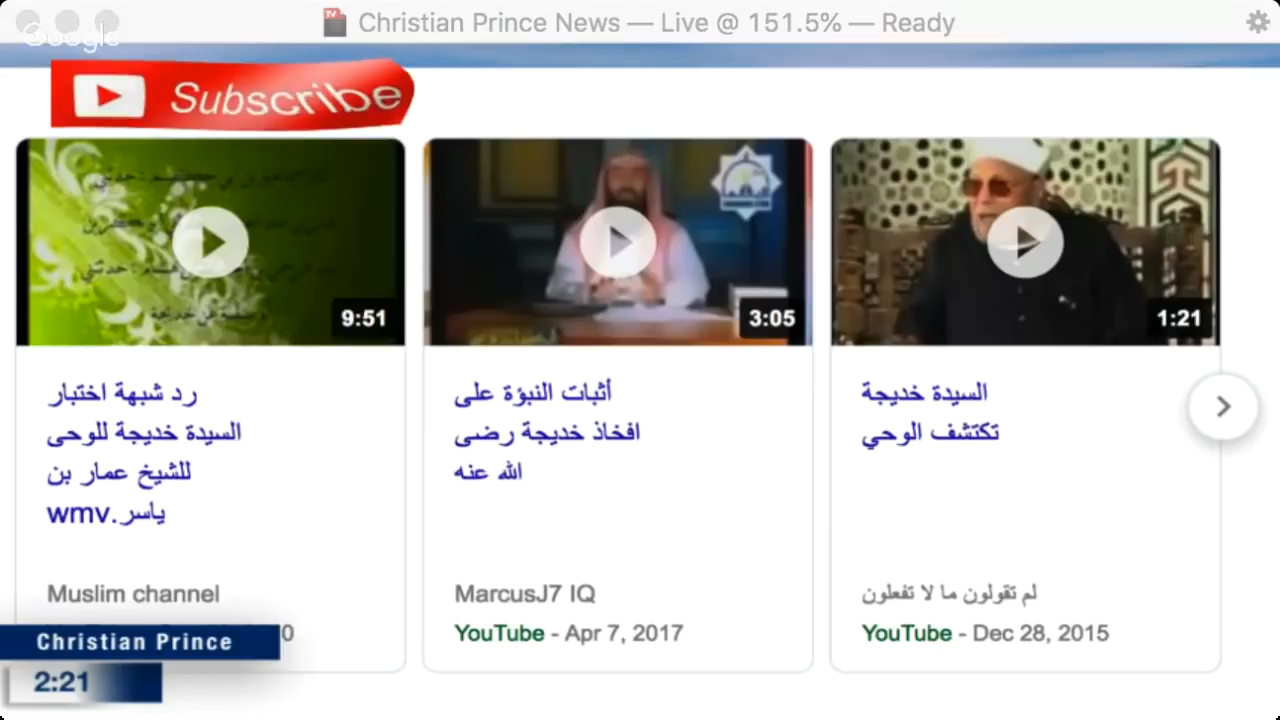 Christian Prince News — Live @ 151.5% — Ready
Google
Subscribe
9:51
3:05
1:21
رد شبهة اختبار
السيدة خديجة للوحى
للشيخ عمار بن
ياسر.wmv
Muslim channel
أثبات النبؤة على
افخاذ خديجة رضى
الله عنه
MarcusJ7 IQ
YouTube - Apr 7, 2017
السيدة خديجة
تكتشف الوحي
لم تقولون ما لا تفعلون
YouTube - Dec 28, 2015
Christian Prince
2:21